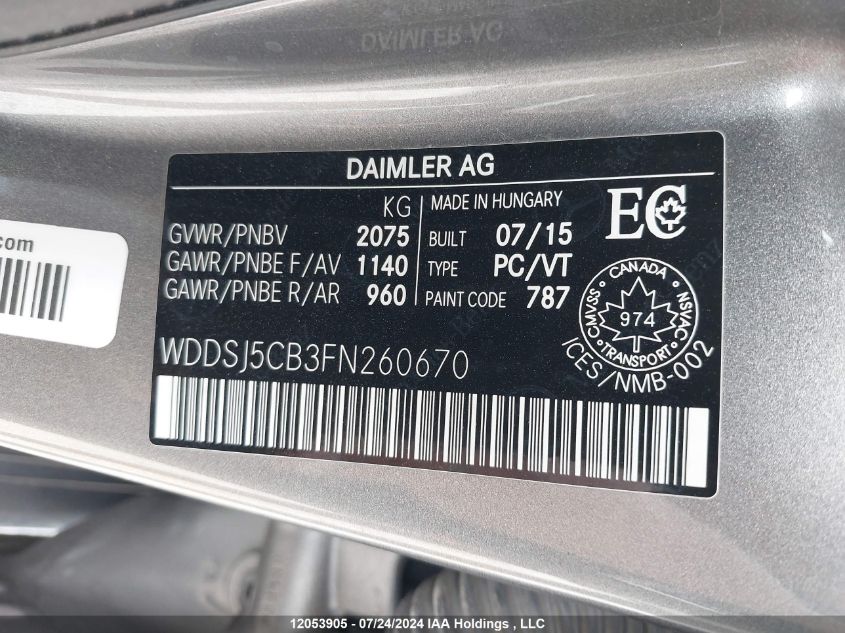 DAIMLER AG
DAIMLER AG
KG
GVWR/PNBV 2075
GAWR/PNBE F/AV 1140
GAWR/PNBE R/AR 960
MADE IN HUNGARY
BUILT 07/15
TYPE PC/VT
PAINT CODE 787
EC
CANADA
CMVSS 974 NSVAC
TRANSPORT
ICES/NMB-002
WDDSJ5CB3FN260670
.com
12053905 - 07/24/2024 IAA Holdings , LLC